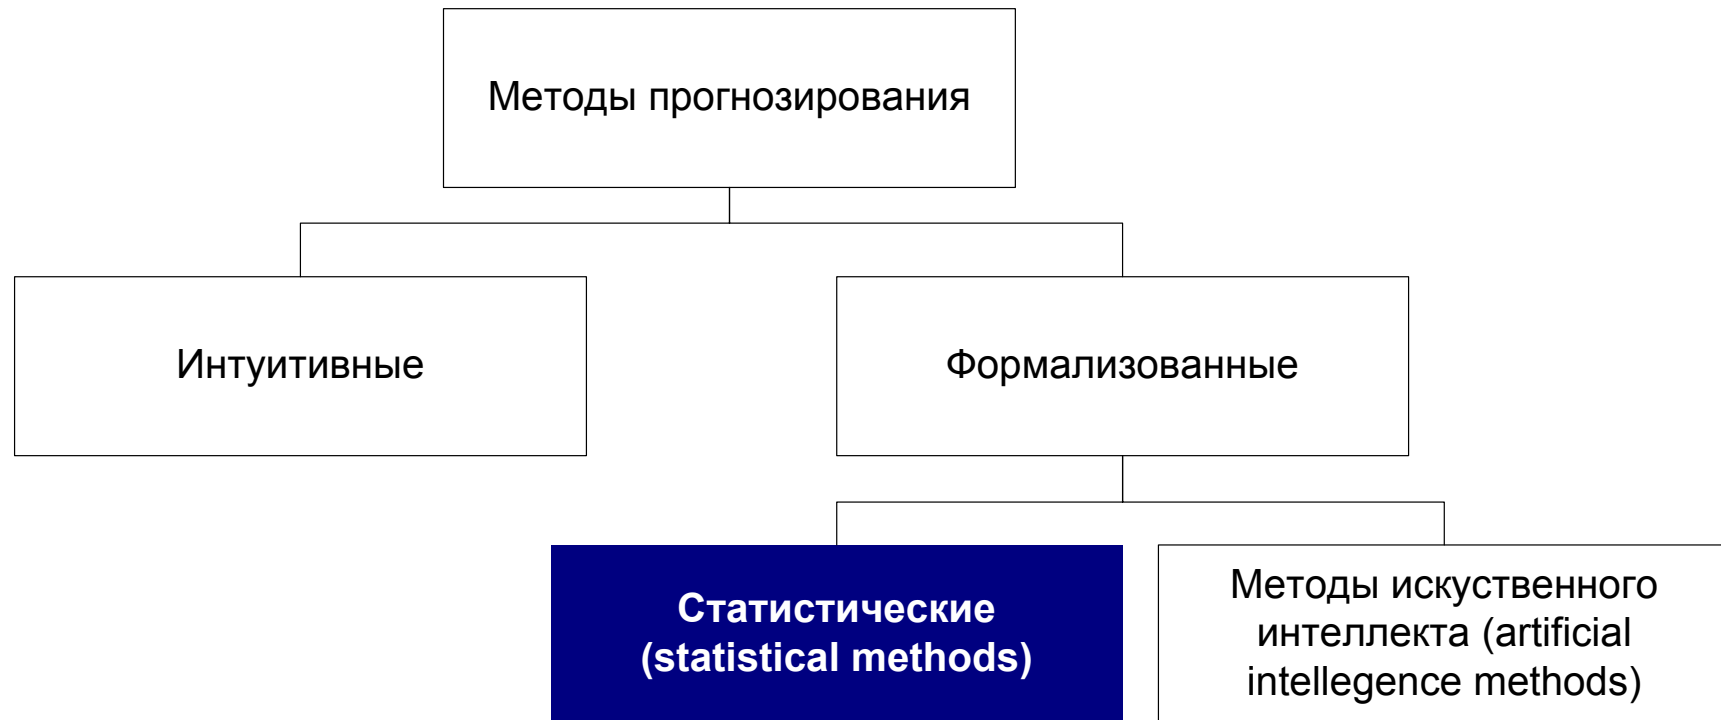 Методы прогнозирования
Интуитивные
Формализованные
Статистические
(statistical methods)
Методы искуственного
интеллекта (artificial
intellegence methods)